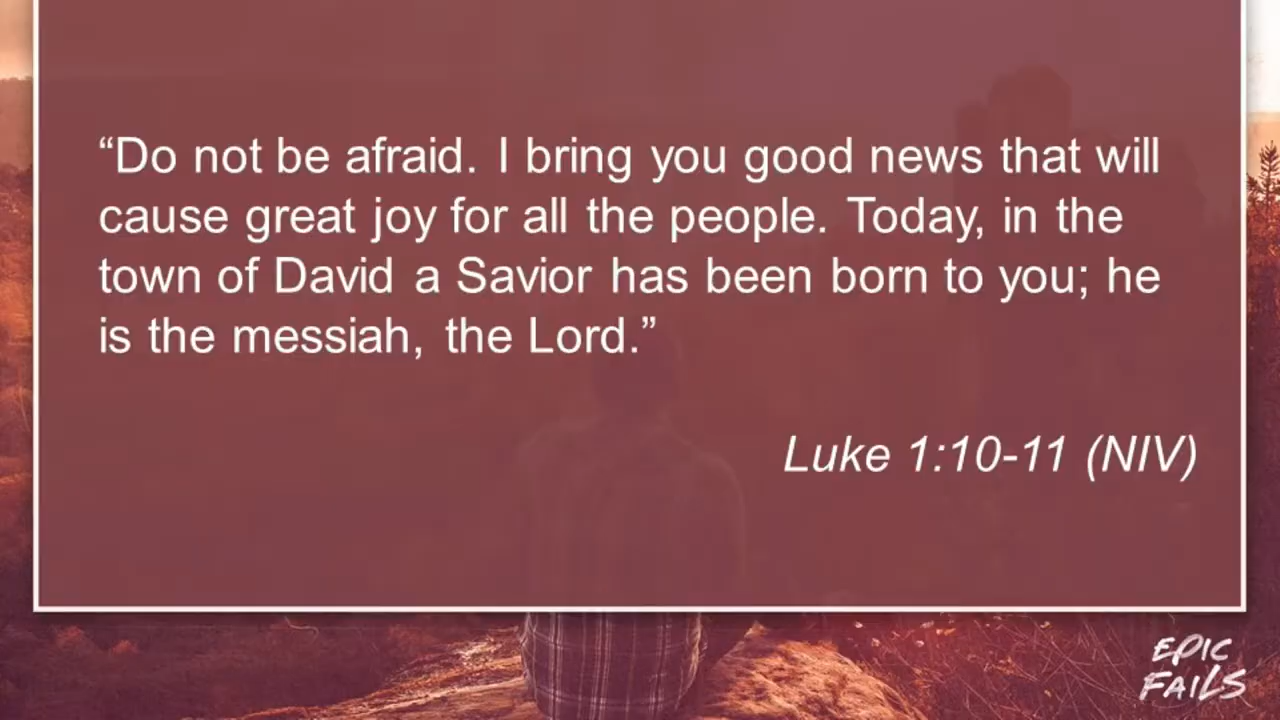 “Do not be afraid. I bring you good news that will
cause great joy for all the people. Today, in the
town of David a Savior has been born to you; he
is the messiah, the Lord.”
Luke 1:10-11 (NIV)
EPIC
FAILS